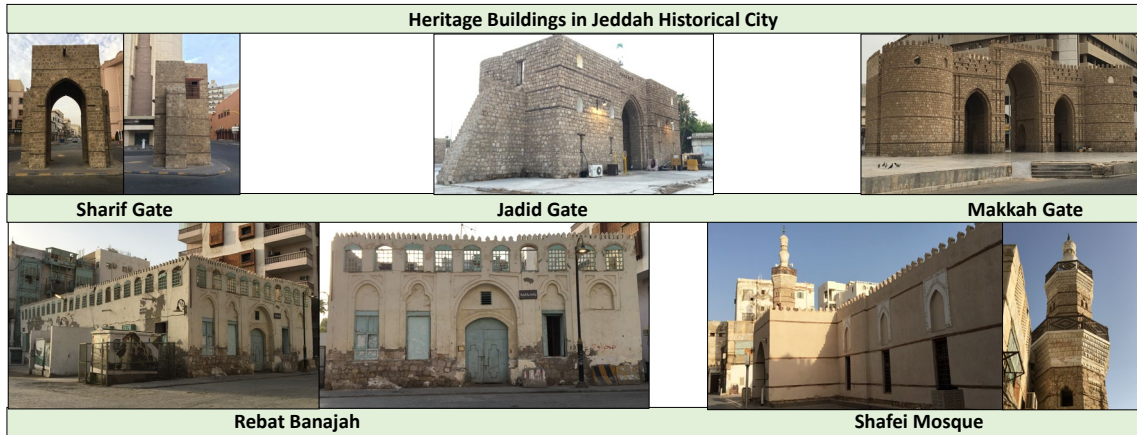 Heritage Buildings in Jeddah Historical City
Sharif Gate
Jadid Gate
Makkah Gate
Rebat Banajah
Shafei Mosque